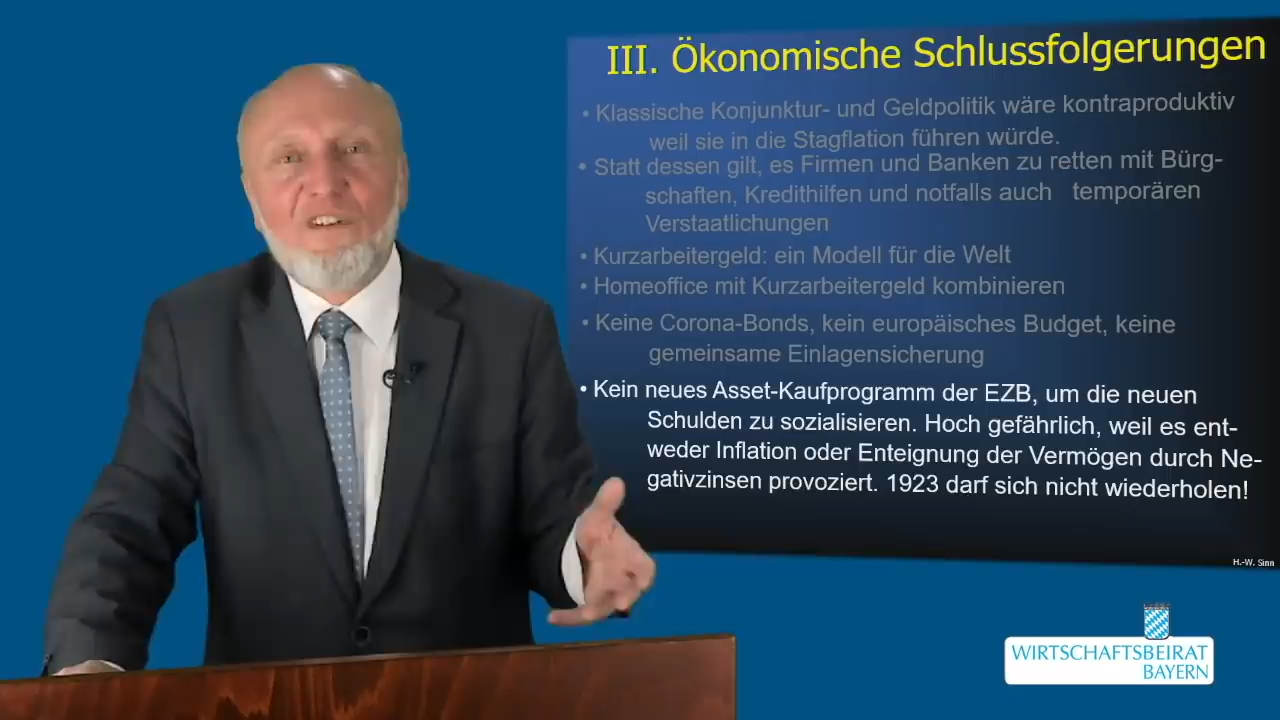 III. Ökonomische Schlussfolgerungen
• Klassische Konjunktur- und Geldpolitik wäre kontraproduktiv
weil sie in die Stagflation führen würde.
• Statt dessen gilt, es Firmen und Banken zu retten mit Bürg-
schaften, Kredithilfen und notfalls auch temporären
Verstaatlichungen
• Kurzarbeitergeld: ein Modell für die Welt
• Homeoffice mit Kurzarbeitergeld kombinieren
• Keine Corona-Bonds, kein europäisches Budget, keine
gemeinsame Einlagensicherung
• Kein neues Asset-Kaufprogramm der EZB, um die neuen
Schulden zu sozialisieren. Hoch gefährlich, weil es ent-
weder Inflation oder Enteignung der Vermögen durch Ne-
gativzinsen provoziert. 1923 darf sich nicht wiederholen!
H.-W. Sinn
WIRTSCHAFTSBEIRAT
BAYERN